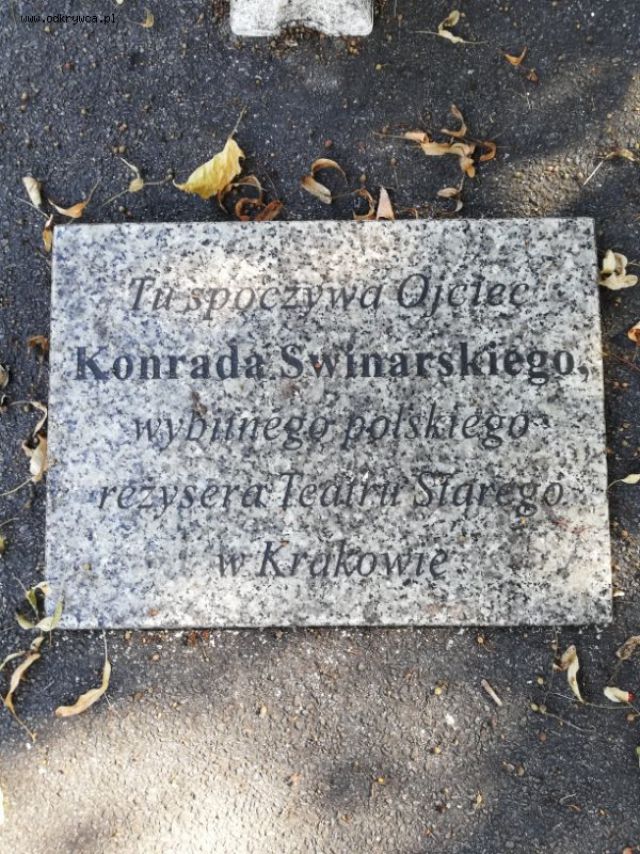 www.odkrywca.pl
Tu spoczywa Ojciec
Konrada Swinarskiego,
wybitnego polskiego
reżysera Teatru Starego
w Krakowie